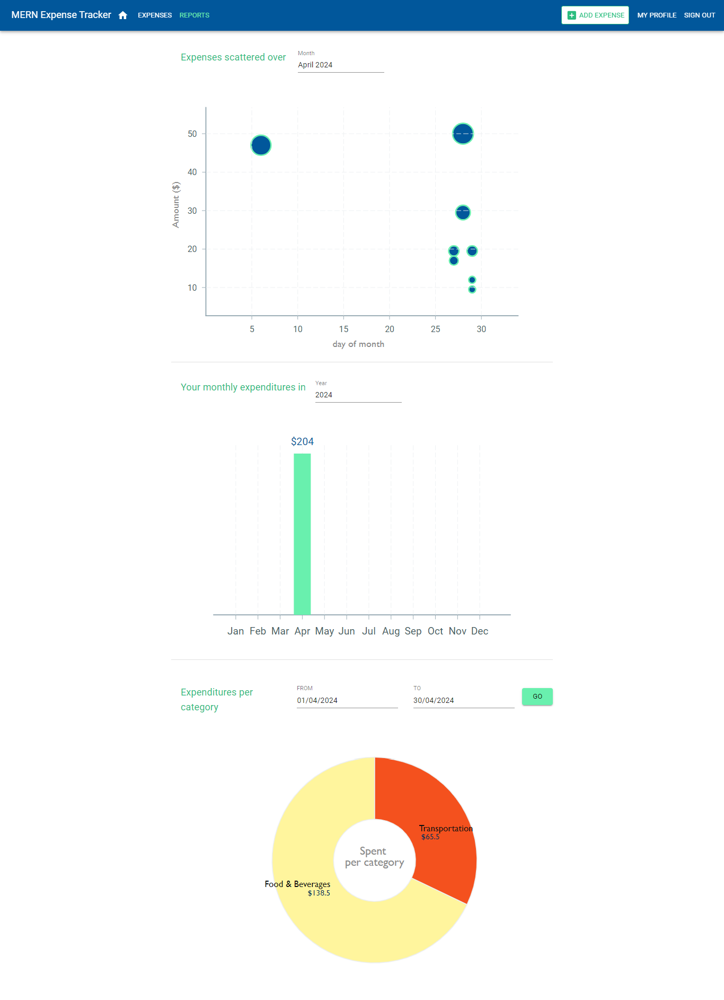 MERN Expense Tracker EXPENSES REPORTS ADD EXPENSE MY PROFILE SIGN OUT
Expenses scattered over
Month
April 2024
50
40
30
20
10
Amount ($)
5 10 15 20 25 30
day of month
Your monthly expenditures in
Year
2024
$204
Jan Feb Mar Apr May Jun Jul Aug Sep Oct Nov Dec
Expenditures per
category
FROM
01/04/2024
TO
30/04/2024
GO
Transportation
$65.5
Spent
per category
Food & Beverages
$138.5